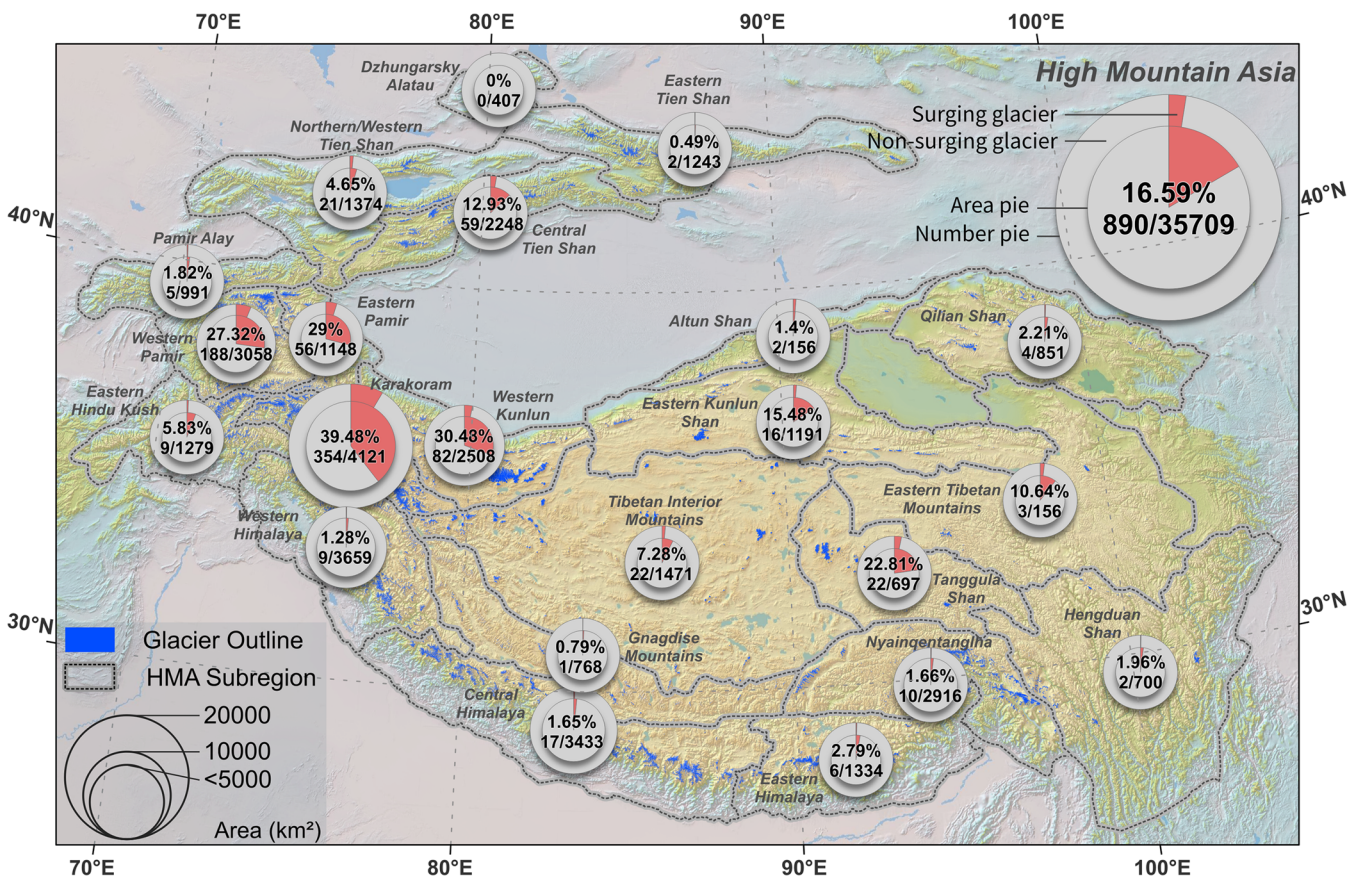 70°E
80°E
90°E
100°E
High Mountain Asia
Surging glacier
Non-surging glacier
Area pie
Number pie
16.59%
890/35709
40°N
40°N
30°N
30°N
Dzhungarsky
Alatau
0%
0/407
Eastern
Tien Shan
0.49%
2/1243
Northern/Western
Tien Shan
4.65%
21/1374
12.93%
59/2248
Central
Tien Shan
Pamir Alay
1.82%
5/991
Western
Pamir
27.32%
188/3058
Eastern
Pamir
29%
56/1148
Altun Shan
1.4%
2/156
Qilian Shan
2.21%
4/851
Eastern
Hindu Kush
5.83%
9/1279
Karakoram
39.48%
354/4121
Western
Kunlun
30.43%
82/2508
Eastern Kunlun
Shan
15.48%
16/1191
Western
Himalaya
1.28%
9/3659
Tibetan Interior
Mountains
7.28%
22/1471
Eastern Tibetan
Mountains
10.64%
3/156
22.81%
22/697
Tanggula
Shan
Hengduan
Shan
1.96%
2/700
0.79%
1/768
Gnagdise
Mountains
Nyainqentanglha
1.66%
10/2916
Central
Himalaya
1.65%
17/3433
Eastern
Himalaya
2.79%
6/1334
Glacier Outline
HMA Subregion
20000
10000
<5000
Area (km²)
70°E
80°E
90°E
100°E